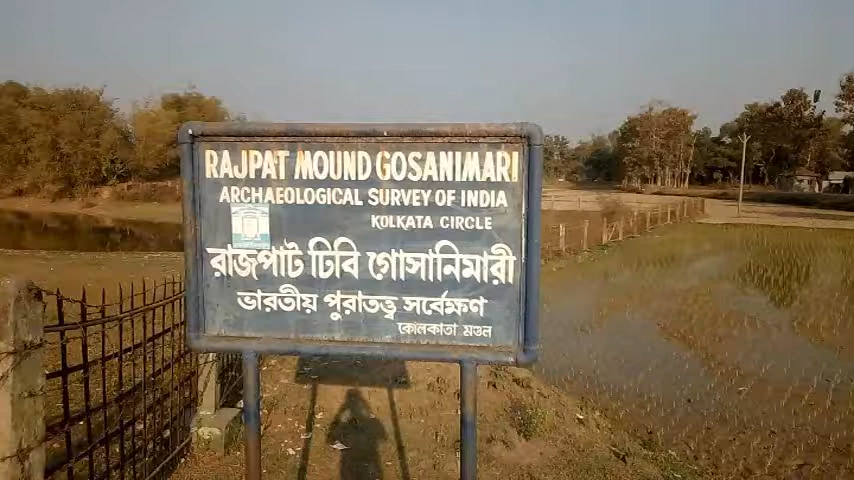 RAJPAT MOUND GOSANIMARI
ARCHAEOLOGICAL SURVEY OF INDIA
KOLKATA CIRCLE
রাজপাট ঢিবি গোসানিমারী
ভারতীয় পুরাতত্ত্ব সর্বেক্ষণ
কোলকাতা মণ্ডল